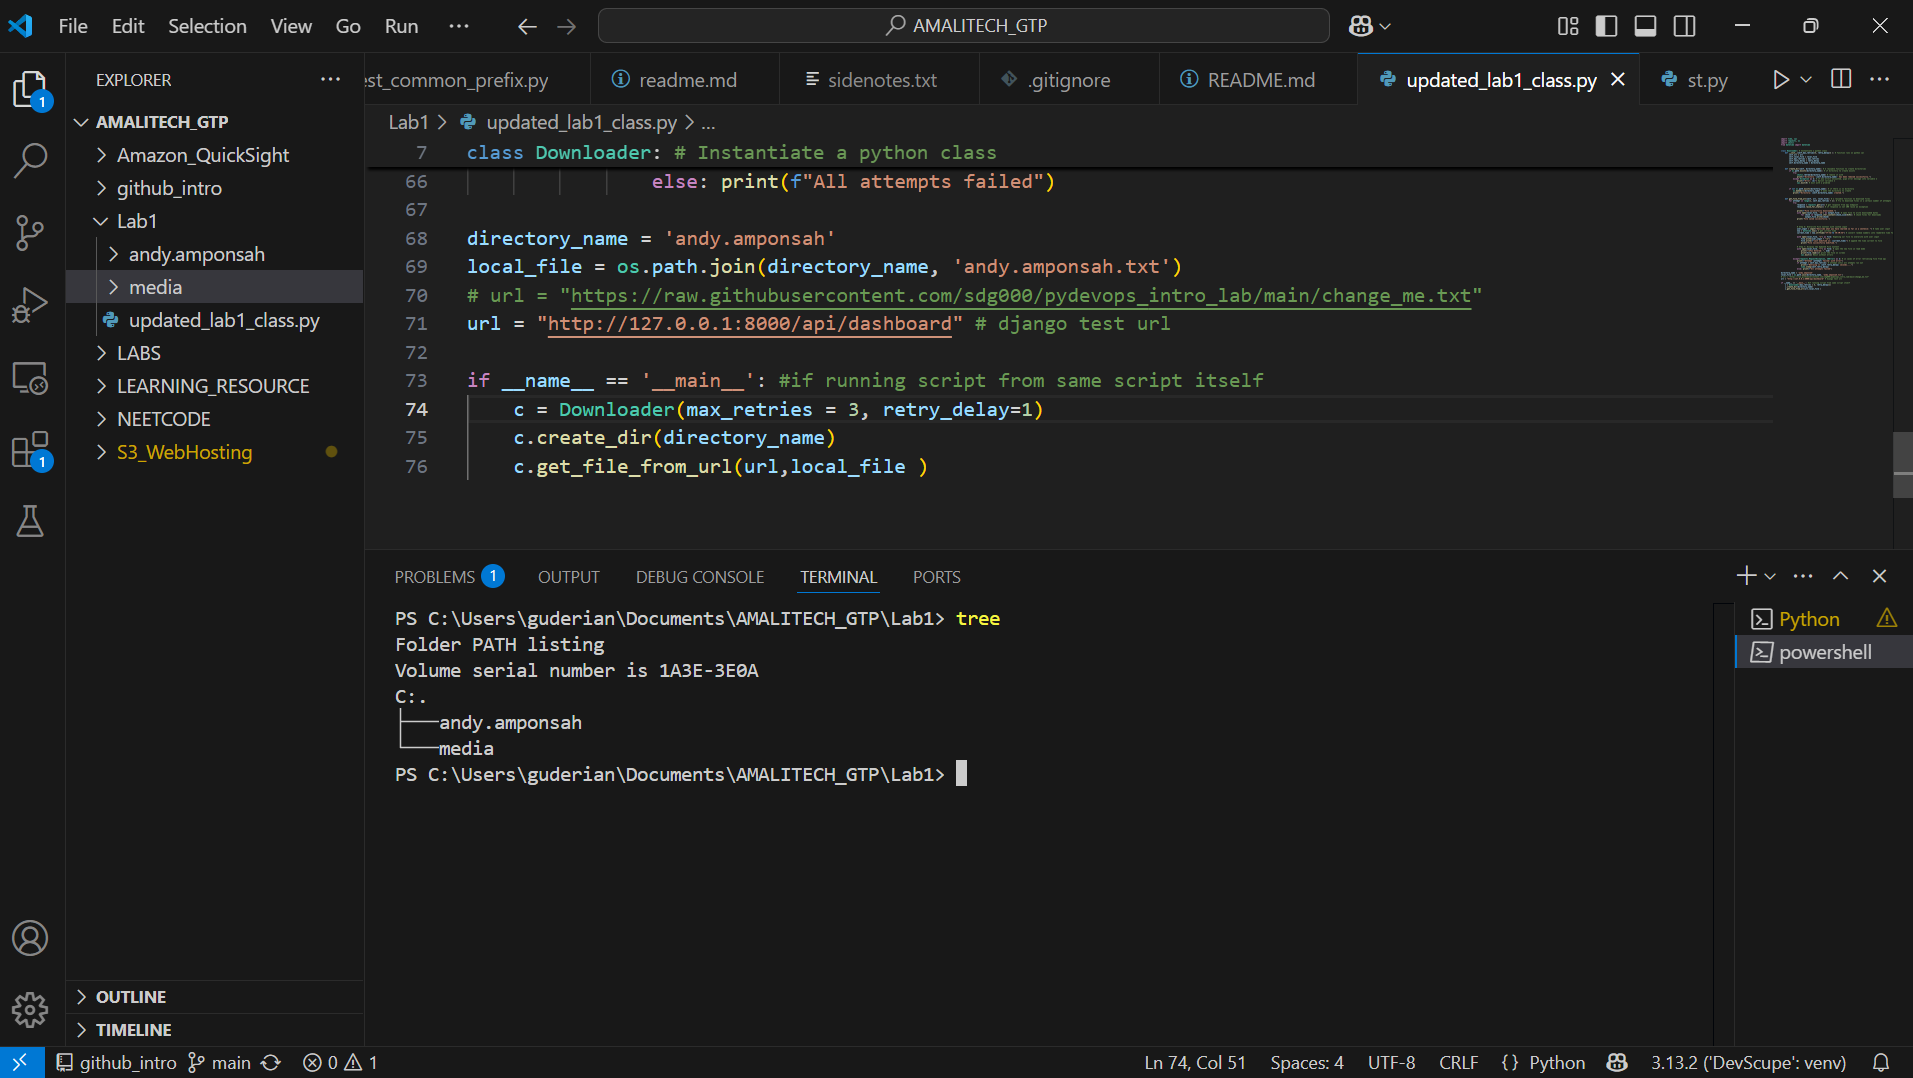 File Edit Selection View Go Run ··· AMALITECH_GTP
EXPLORER ···
1
AMALITECH_GTP
Amazon_QuickSight
github_intro
Lab1
andy.amponsah
media
updated_lab1_class.py
LABS
LEARNING_RESOURCE
NEETCODE
S3_WebHosting
1
OUTLINE
TIMELINE
est_common_prefix.py readme.md sidenotes.txt .gitignore README.md updated_lab1_class.py st.py ···
Lab1 > updated_lab1_class.py > ...
7 class Downloader: # Instantiate a python class
66 else: print(f"All attempts failed")
67
68 directory_name = 'andy.amponsah'
69 local_file = os.path.join(directory_name, 'andy.amponsah.txt')
70 # url = "https://raw.githubusercontent.com/sdg000/pydevops_intro_lab/main/change_me.txt"
71 url = "http://127.0.0.1:8000/api/dashboard" # django test url
72
73 if __name__ == '__main__': #if running script from same script itself
74 c = Downloader(max_retries = 3, retry_delay=1)
75 c.create_dir(directory_name)
76 c.get_file_from_url(url,local_file )
PROBLEMS 1 OUTPUT DEBUG CONSOLE TERMINAL PORTS
PS C:\Users\guderian\Documents\AMALITECH_GTP\Lab1> tree
Folder PATH listing
Volume serial number is 1A3E-3E0A
C:.
├───andy.amponsah
└───media
PS C:\Users\guderian\Documents\AMALITECH_GTP\Lab1>
Python
powershell
github_intro main 0 1 Ln 74, Col 51 Spaces: 4 UTF-8 CRLF {} Python 3.13.2 ('DevScupe': venv)